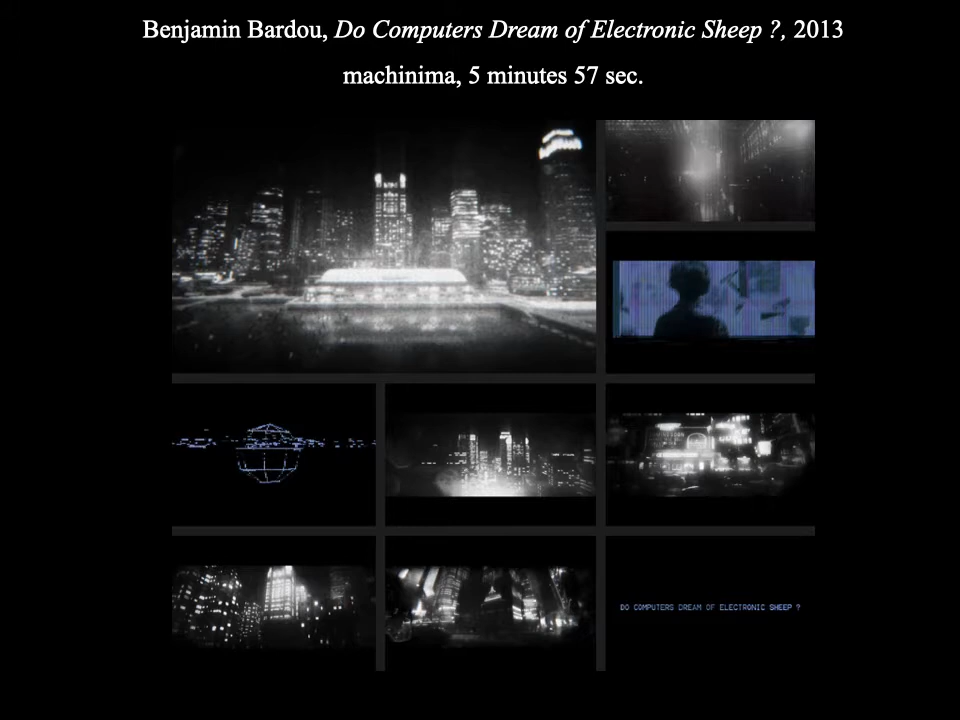 Benjamin Bardou, Do Computers Dream of Electronic Sheep ?, 2013
machinima, 5 minutes 57 sec.
DO COMPUTERS DREAM OF ELECTRONIC SHEEP ?